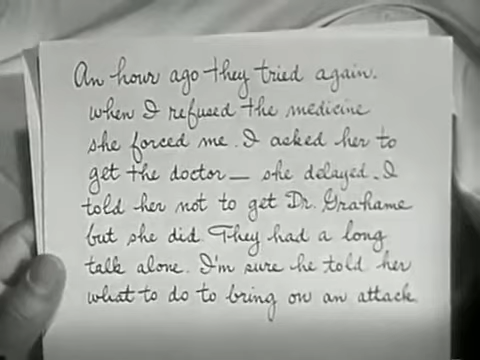 An hour ago they tried again.
when I refused the medicine
she forced me. I asked her to
get the doctor — she delayed. I
told her not to get Dr. Grahame
but she did. They had a long
talk alone. I'm sure he told her
what to do to bring on an attack.